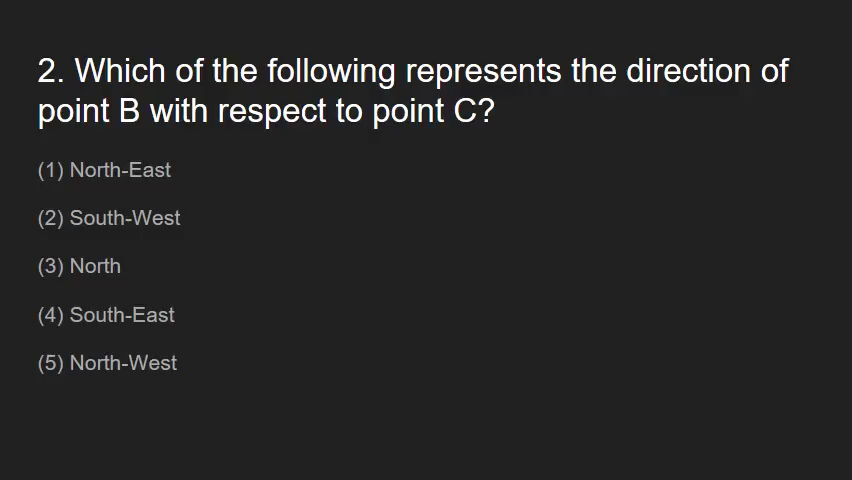 2. Which of the following represents the direction of
point B with respect to point C?
(1) North-East
(2) South-West
(3) North
(4) South-East
(5) North-West